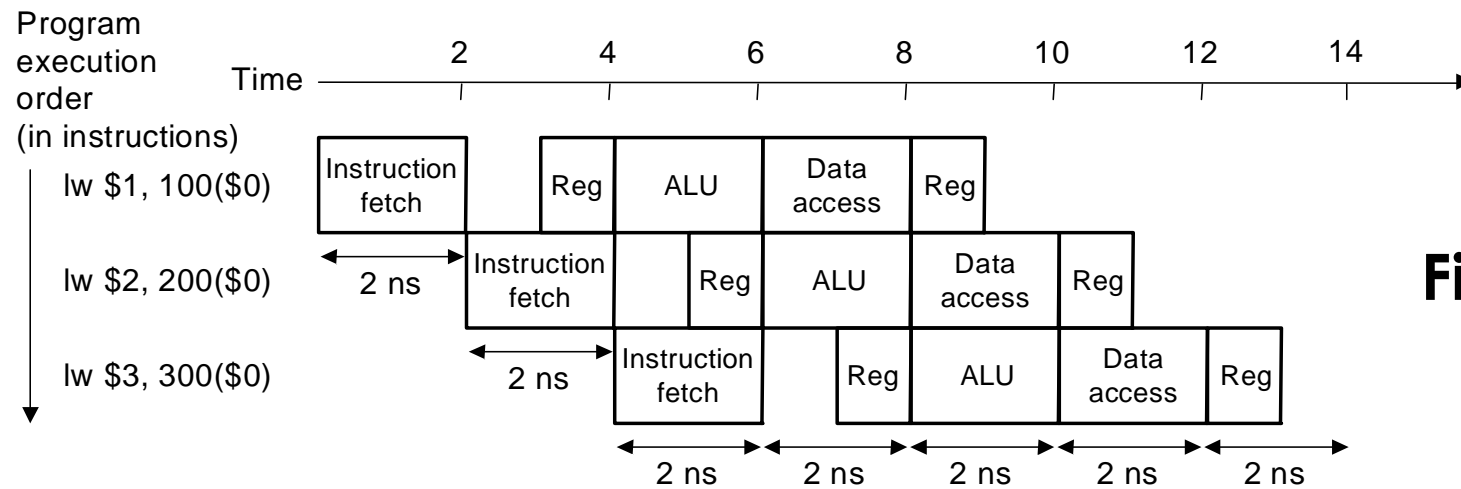 Program
execution
order
(in instructions)
Time
2 4 6 8 10 12 14
lw $1, 100($0)
Instruction
fetch
Reg
ALU
Data
access
Reg
2 ns
lw $2, 200($0)
Instruction
fetch
Reg
ALU
Data
access
Reg
2 ns
lw $3, 300($0)
Instruction
fetch
Reg
ALU
Data
access
Reg
2 ns 2 ns 2 ns 2 ns 2 ns
Fi